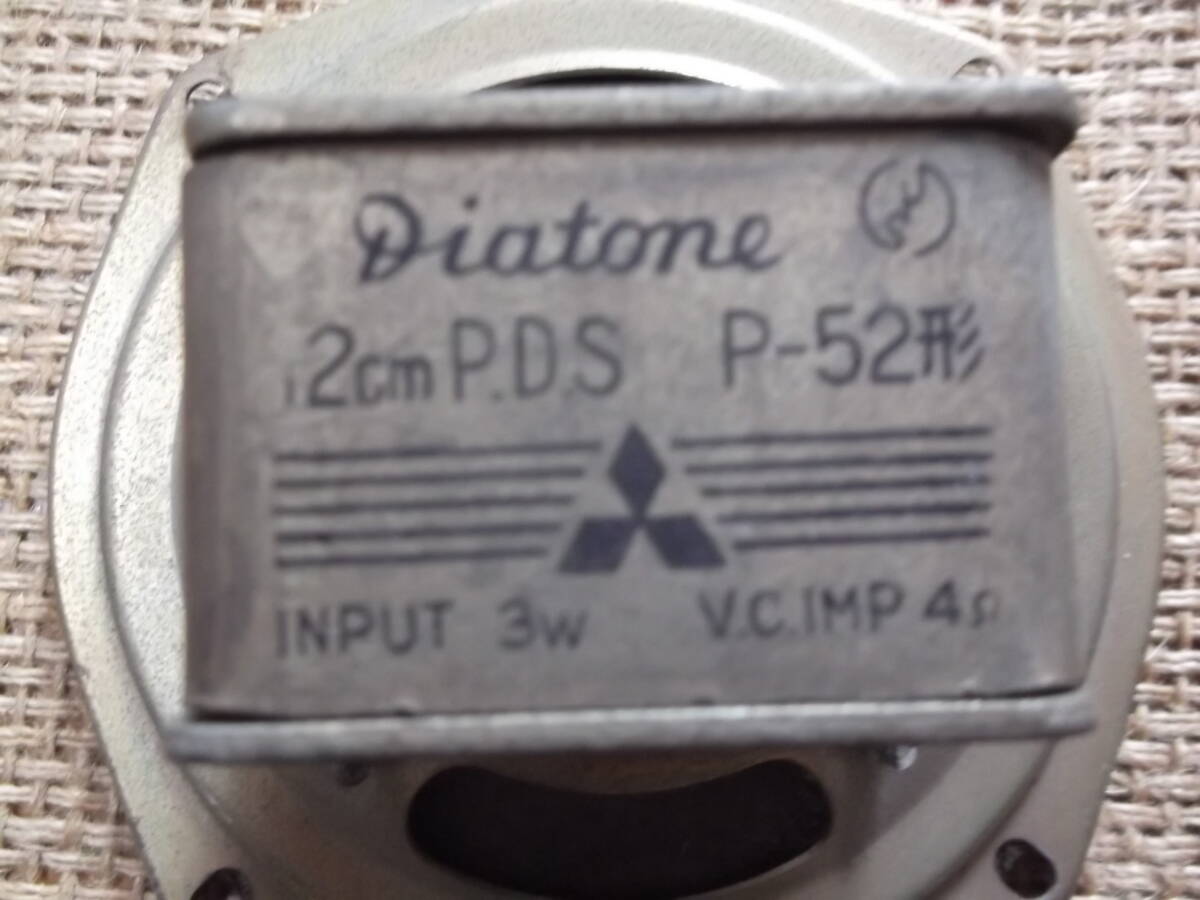 Diatone
12cm P.D.S P-52形
INPUT 3W V.C.IMP 4Ω